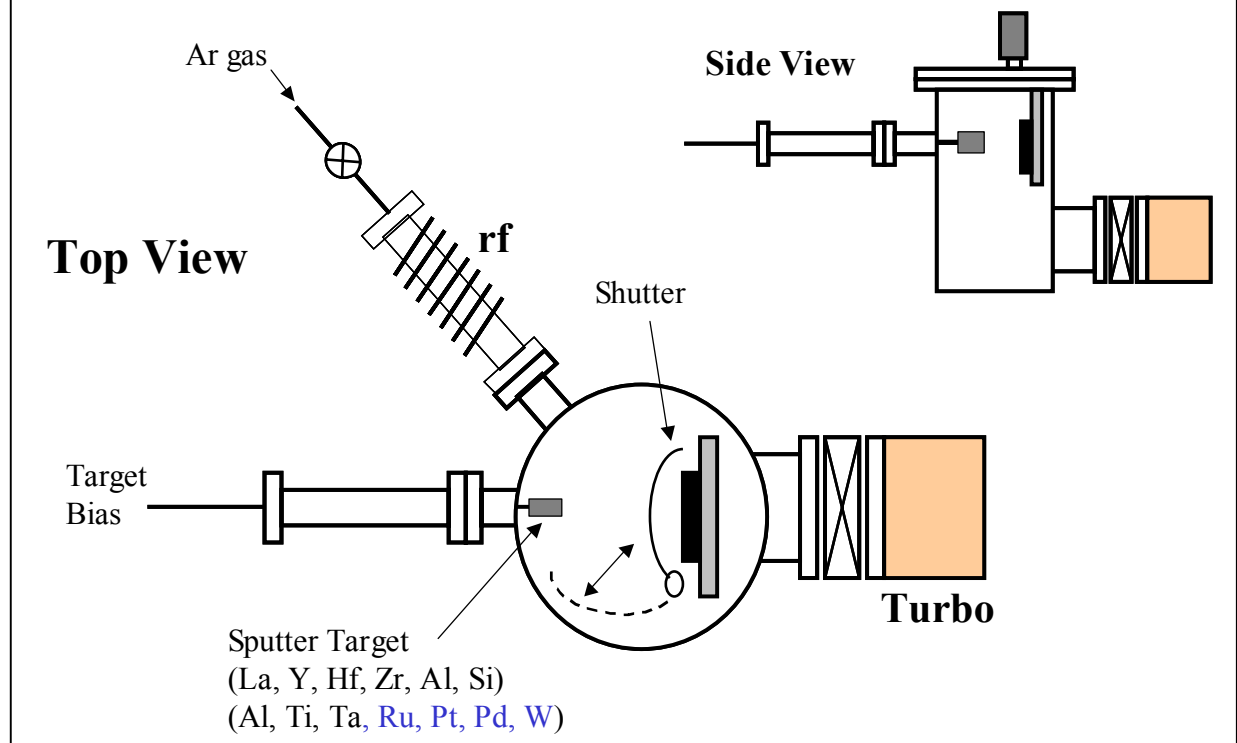 Ar gas
Side View
Top View
rf
Shutter
Target
Bias
Turbo
Sputter Target
(La, Y, Hf, Zr, Al, Si)
(Al, Ti, Ta, Ru, Pt, Pd, W)